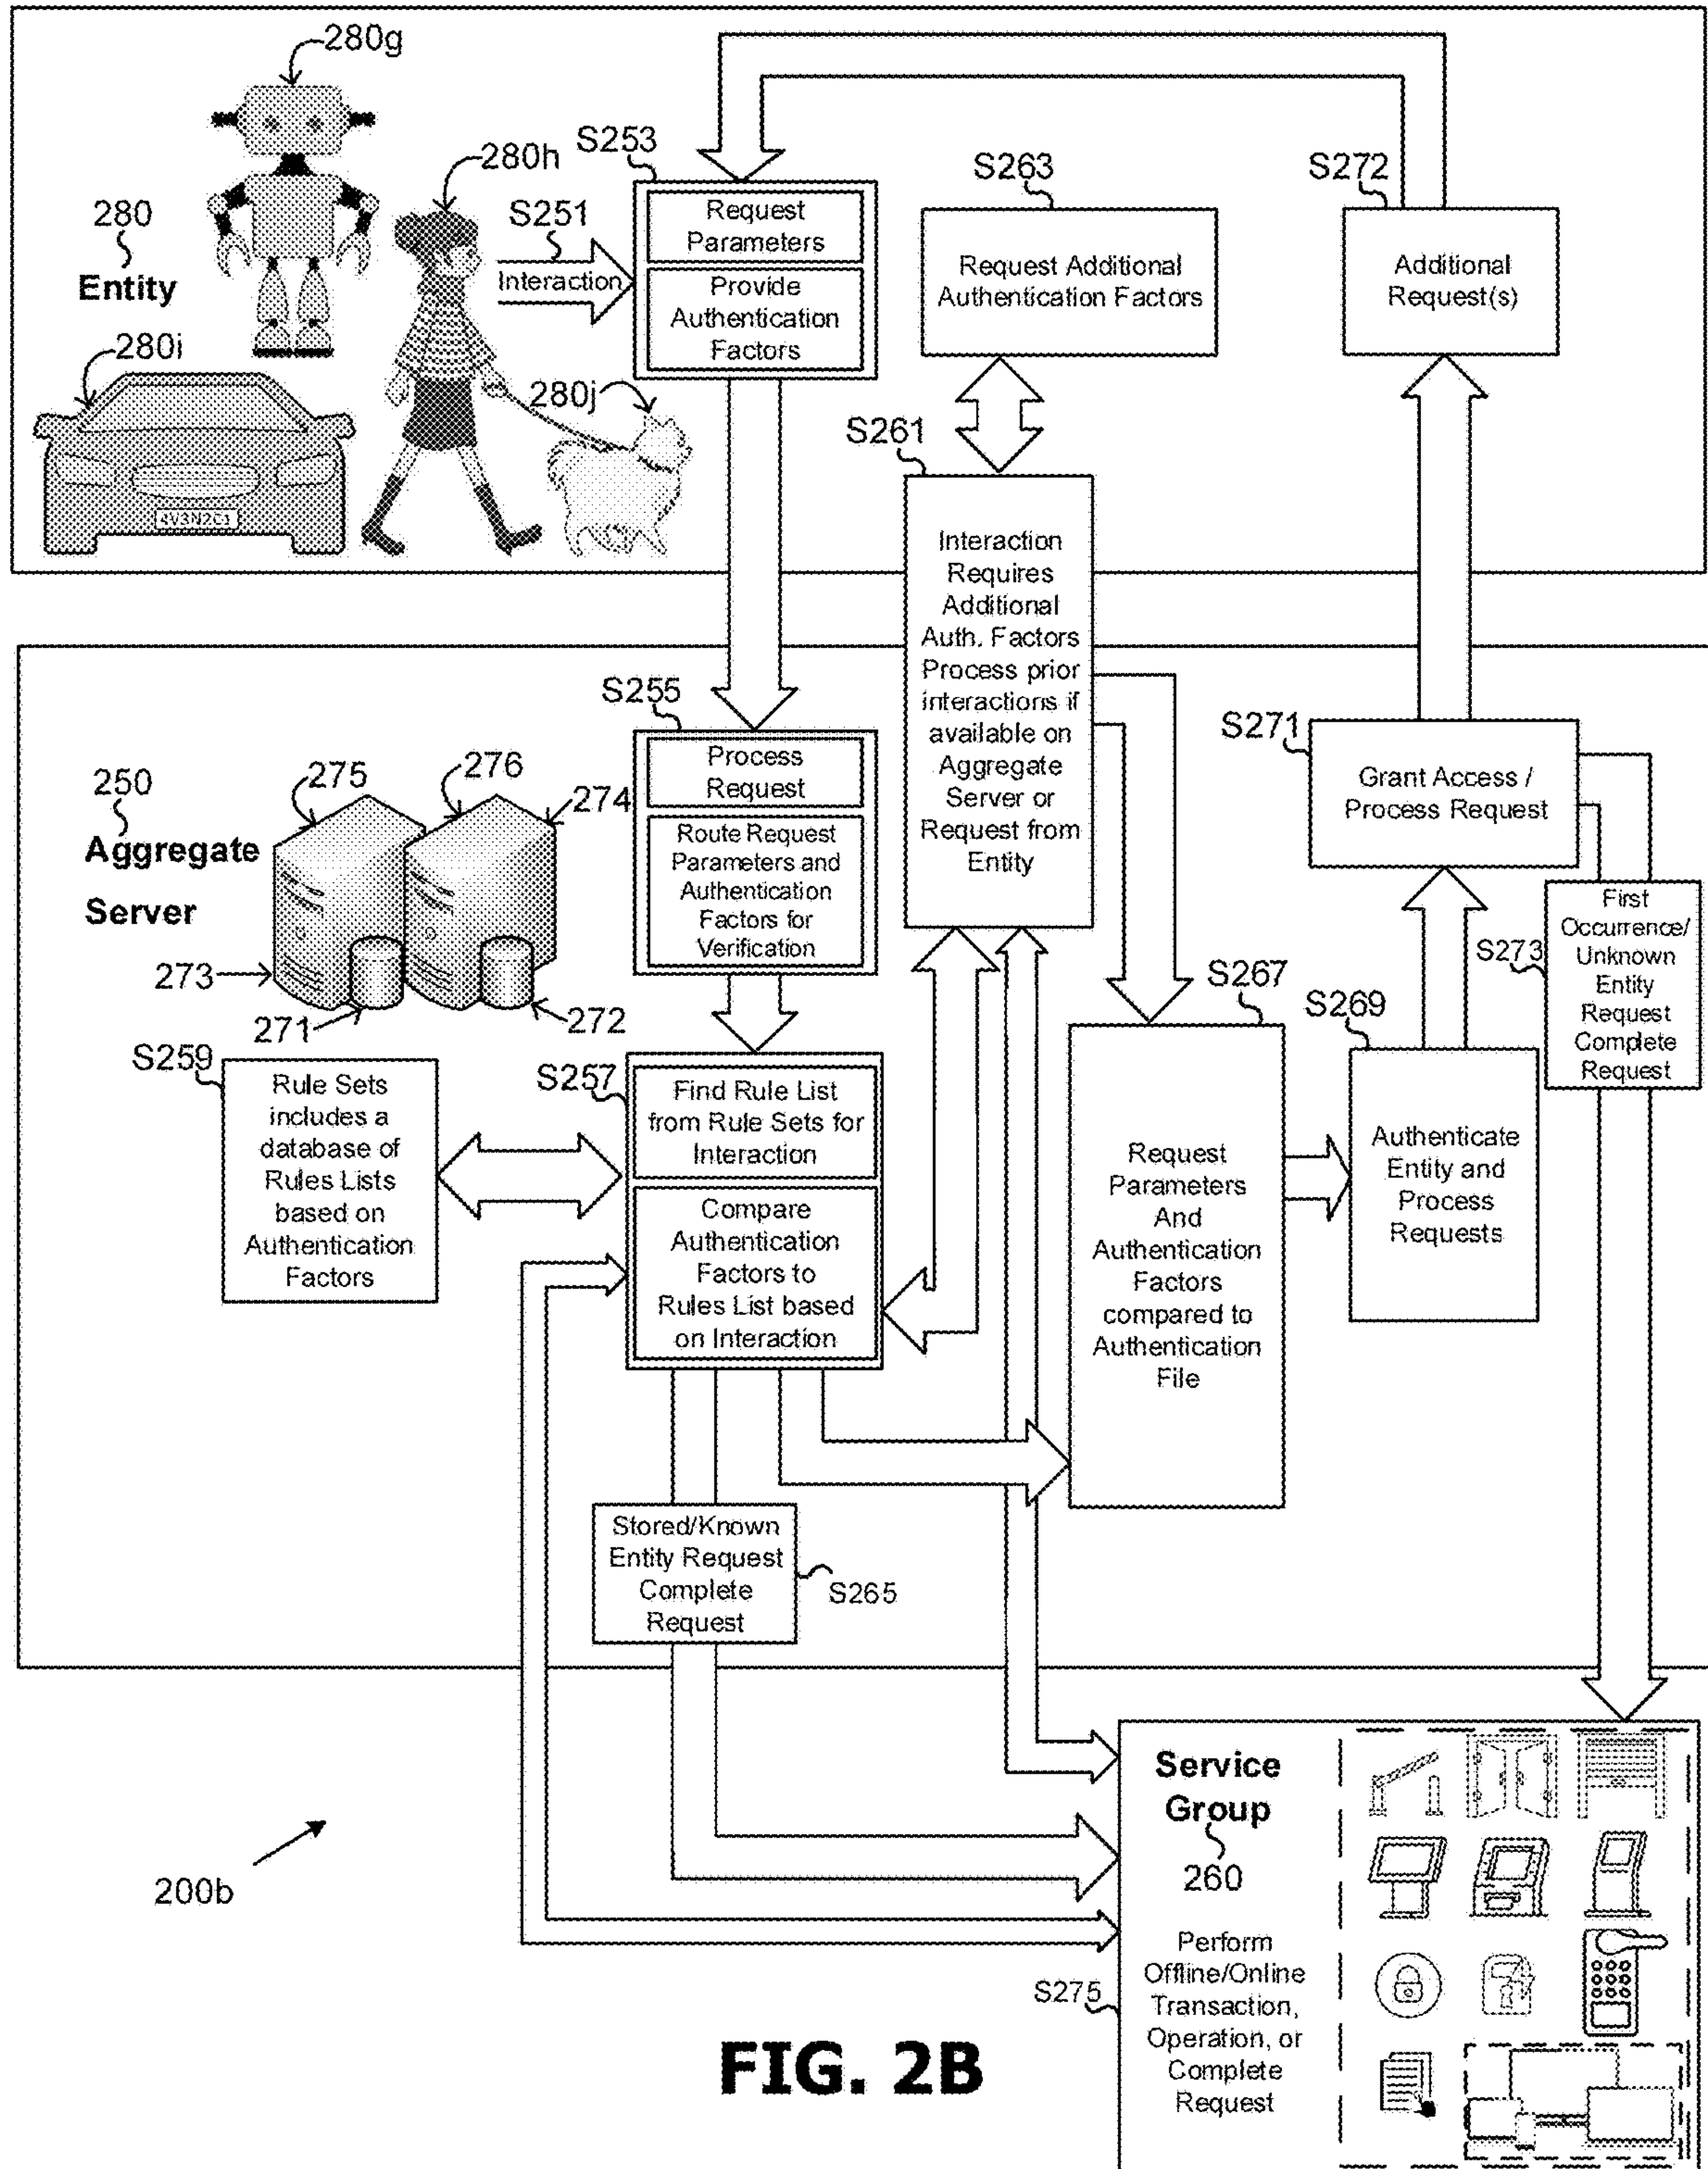 280g
280h
280
Entity
280i
280j
4V3N2C1
S251
Interaction
S253
Request
Parameters
Provide
Authentication
Factors
S263
Request Additional
Authentication Factors
S272
Additional
Request(s)
S261
Interaction
Requires
Additional
Auth. Factors
Process prior
interactions if
available on
Aggregate
Server or
Request from
Entity
S255
Process
Request
Route Request
Parameters and
Authentication
Factors for
Verification
250
Aggregate
Server
275
276
274
273
271
272
S271
Grant Access /
Process Request
S273
First
Occurrence/
Unknown
Entity
Request
Complete
Request
S259
Rule Sets
includes a
database of
Rules Lists
based on
Authentication
Factors
S257
Find Rule List
from Rule Sets for
Interaction
Compare
Authentication
Factors to
Rules List based
on Interaction
S267
Request
Parameters
And
Authentication
Factors
compared to
Authentication
File
S269
Authenticate
Entity and
Process
Requests
Stored/Known
Entity Request
Complete
Request
S265
Service
Group
260
S275
Perform
Offline/Online
Transaction,
Operation, or
Complete
Request
200b
FIG. 2B